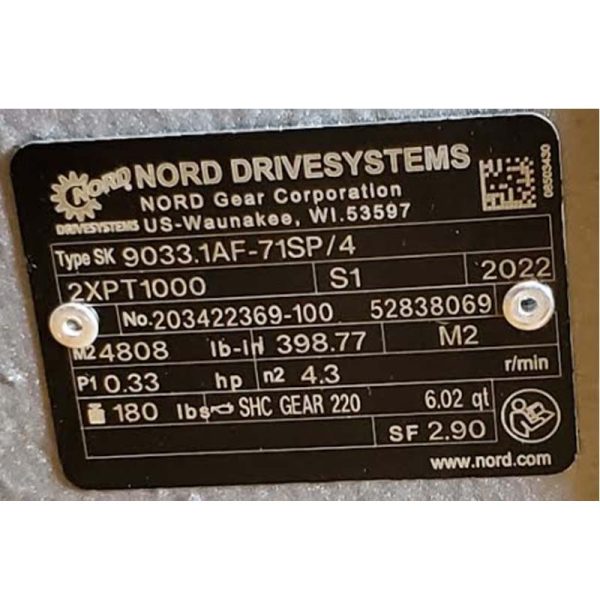 NORD
DRIVESYSTEMS
NORD DRIVESYSTEMS
NORD Gear Corporation
US-Waunakee, WI.53597
08503430
Type SK 9033.1AF-71SP/4
2XPT1000 S1 2022
No.203422369-100 52838069
M2 4808 lb-in i 398.77 M2
P1 0.33 hp n2 4.3 r/min
180 lbs SHC GEAR 220 6.02 qt
SF 2.90
www.nord.com